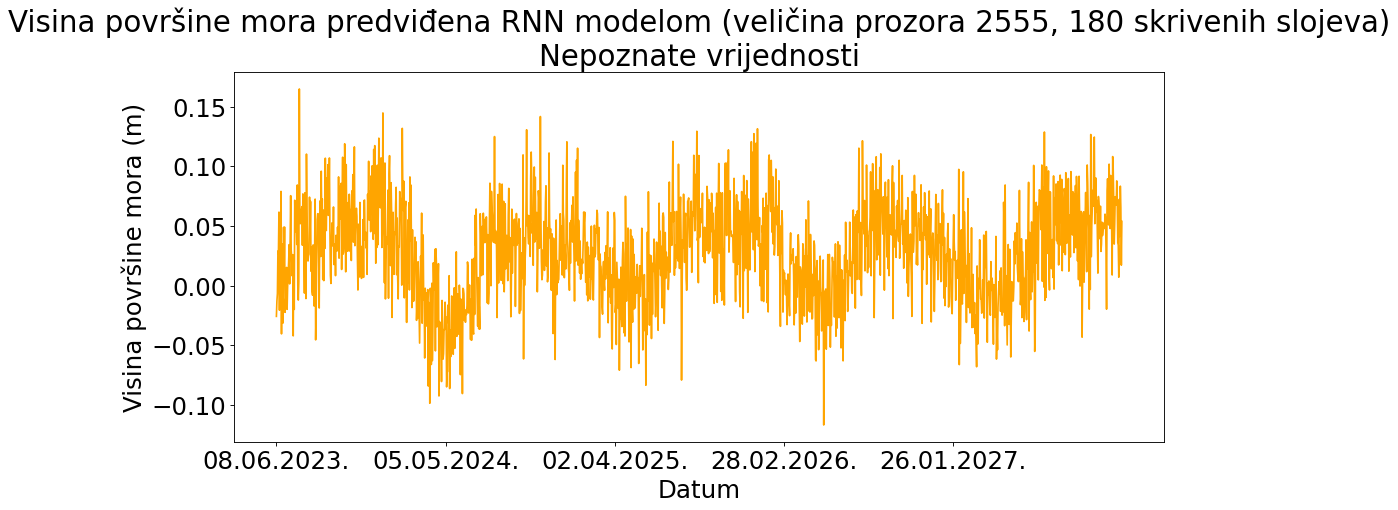 Visina površine mora predviđena RNN modelom (veličina prozora 2555, 180 skrivenih slojeva)
Nepoznate vrijednosti
Visina površine mora (m)
0.15
0.10
0.05
0.00
−0.05
−0.10
08.06.2023. 05.05.2024. 02.04.2025. 28.02.2026. 26.01.2027.
Datum